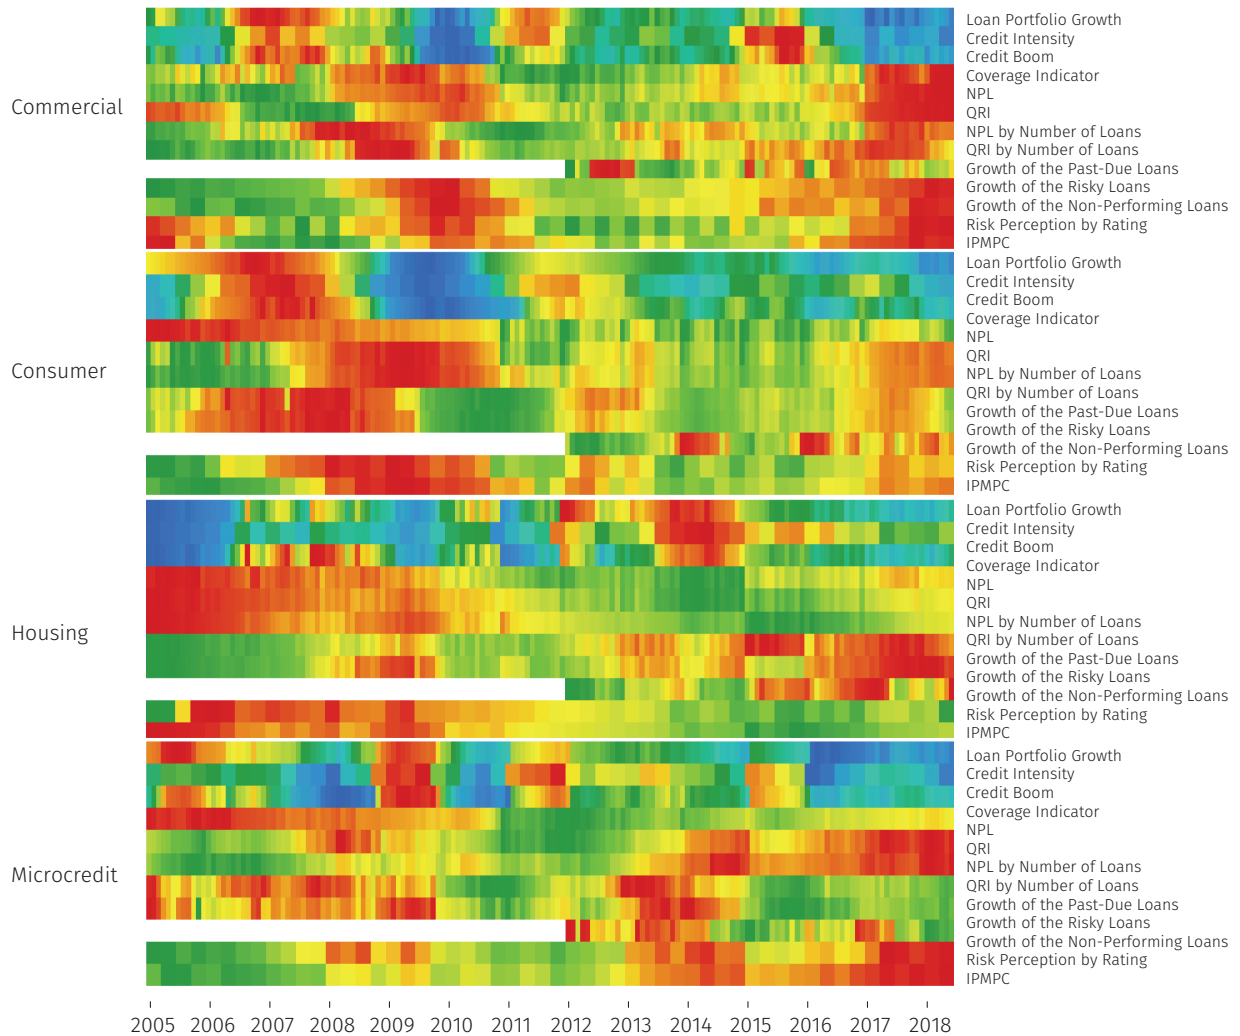 Commercial
Loan Portfolio Growth
Credit Intensity
Credit Boom
Coverage Indicator
NPL
QRI
NPL by Number of Loans
QRI by Number of Loans
Growth of the Past-Due Loans
Growth of the Risky Loans
Growth of the Non-Performing Loans
Risk Perception by Rating
IPMPC
Consumer
Loan Portfolio Growth
Credit Intensity
Credit Boom
Coverage Indicator
NPL
QRI
NPL by Number of Loans
QRI by Number of Loans
Growth of the Past-Due Loans
Growth of the Risky Loans
Growth of the Non-Performing Loans
Risk Perception by Rating
IPMPC
Housing
Loan Portfolio Growth
Credit Intensity
Credit Boom
Coverage Indicator
NPL
QRI
NPL by Number of Loans
QRI by Number of Loans
Growth of the Past-Due Loans
Growth of the Risky Loans
Growth of the Non-Performing Loans
Risk Perception by Rating
IPMPC
Microcredit
Loan Portfolio Growth
Credit Intensity
Credit Boom
Coverage Indicator
NPL
QRI
NPL by Number of Loans
QRI by Number of Loans
Growth of the Past-Due Loans
Growth of the Risky Loans
Growth of the Non-Performing Loans
Risk Perception by Rating
IPMPC
2005 2006 2007 2008 2009 2010 2011 2012 2013 2014 2015 2016 2017 2018